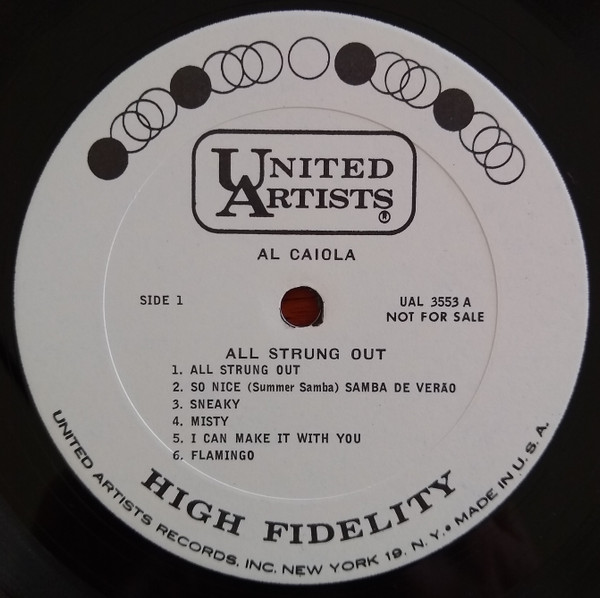 UNITED
ARTISTS
®
AL CAIOLA
SIDE 1
UAL 3553 A
NOT FOR SALE
ALL STRUNG OUT
1. ALL STRUNG OUT
2. SO NICE (Summer Samba) SAMBA DE VERÃO
3. SNEAKY
4. MISTY
5. I CAN MAKE IT WITH YOU
6. FLAMINGO
HIGH FIDELITY
UNITED ARTISTS RECORDS, INC. NEW YORK 19, N.Y. • MADE IN U.S.A.